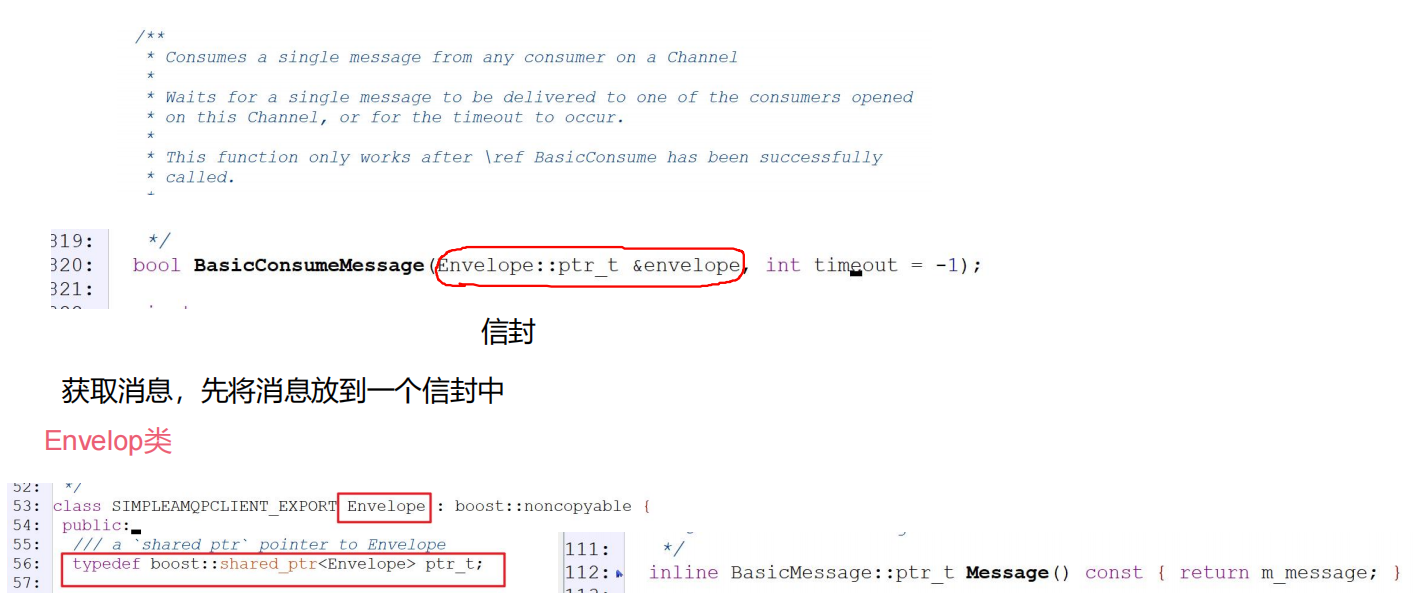 /**
* Consumes a single message from any consumer on a Channel
*
* Waits for a single message to be delivered to one of the consumers opened
* on this Channel, or for the timeout to occur.
*
* This function only works after \ref BasicConsume has been successfully
* called.
319: */
320: bool BasicConsumeMessage(Envelope::ptr_t &envelope, int timeout = -1);
321:
信封
获取消息，先将消息放到一个信封中
Envelop类
52: */
53: class SIMPLEAMQPCLIENT_EXPORT Envelope : boost::noncopyable {
54: public:
55: /// a `shared_ptr` pointer to Envelope
56: typedef boost::shared_ptr<Envelope> ptr_t;
57:
111: */
112: inline BasicMessage::ptr_t Message() const { return m_message; }